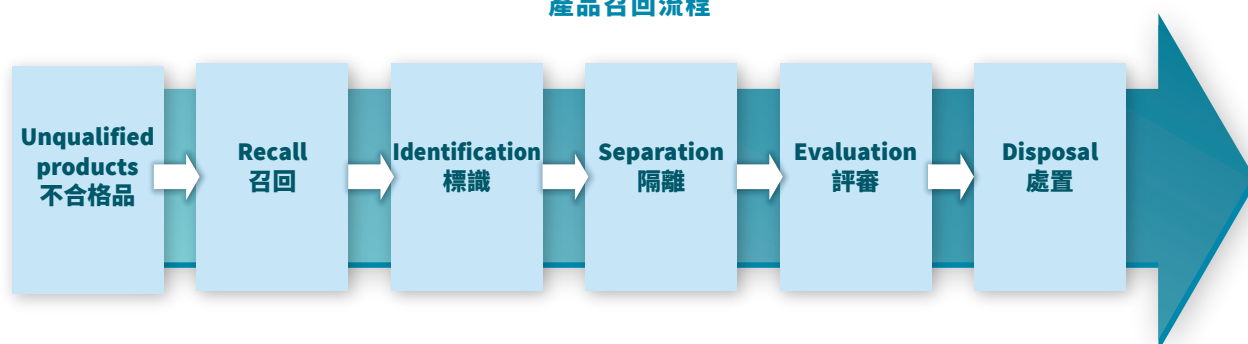 產品召回流程
Unqualified
products
不合格品
Recall
召回
Identification
標識
Separation
隔離
Evaluation
評審
Disposal
處置